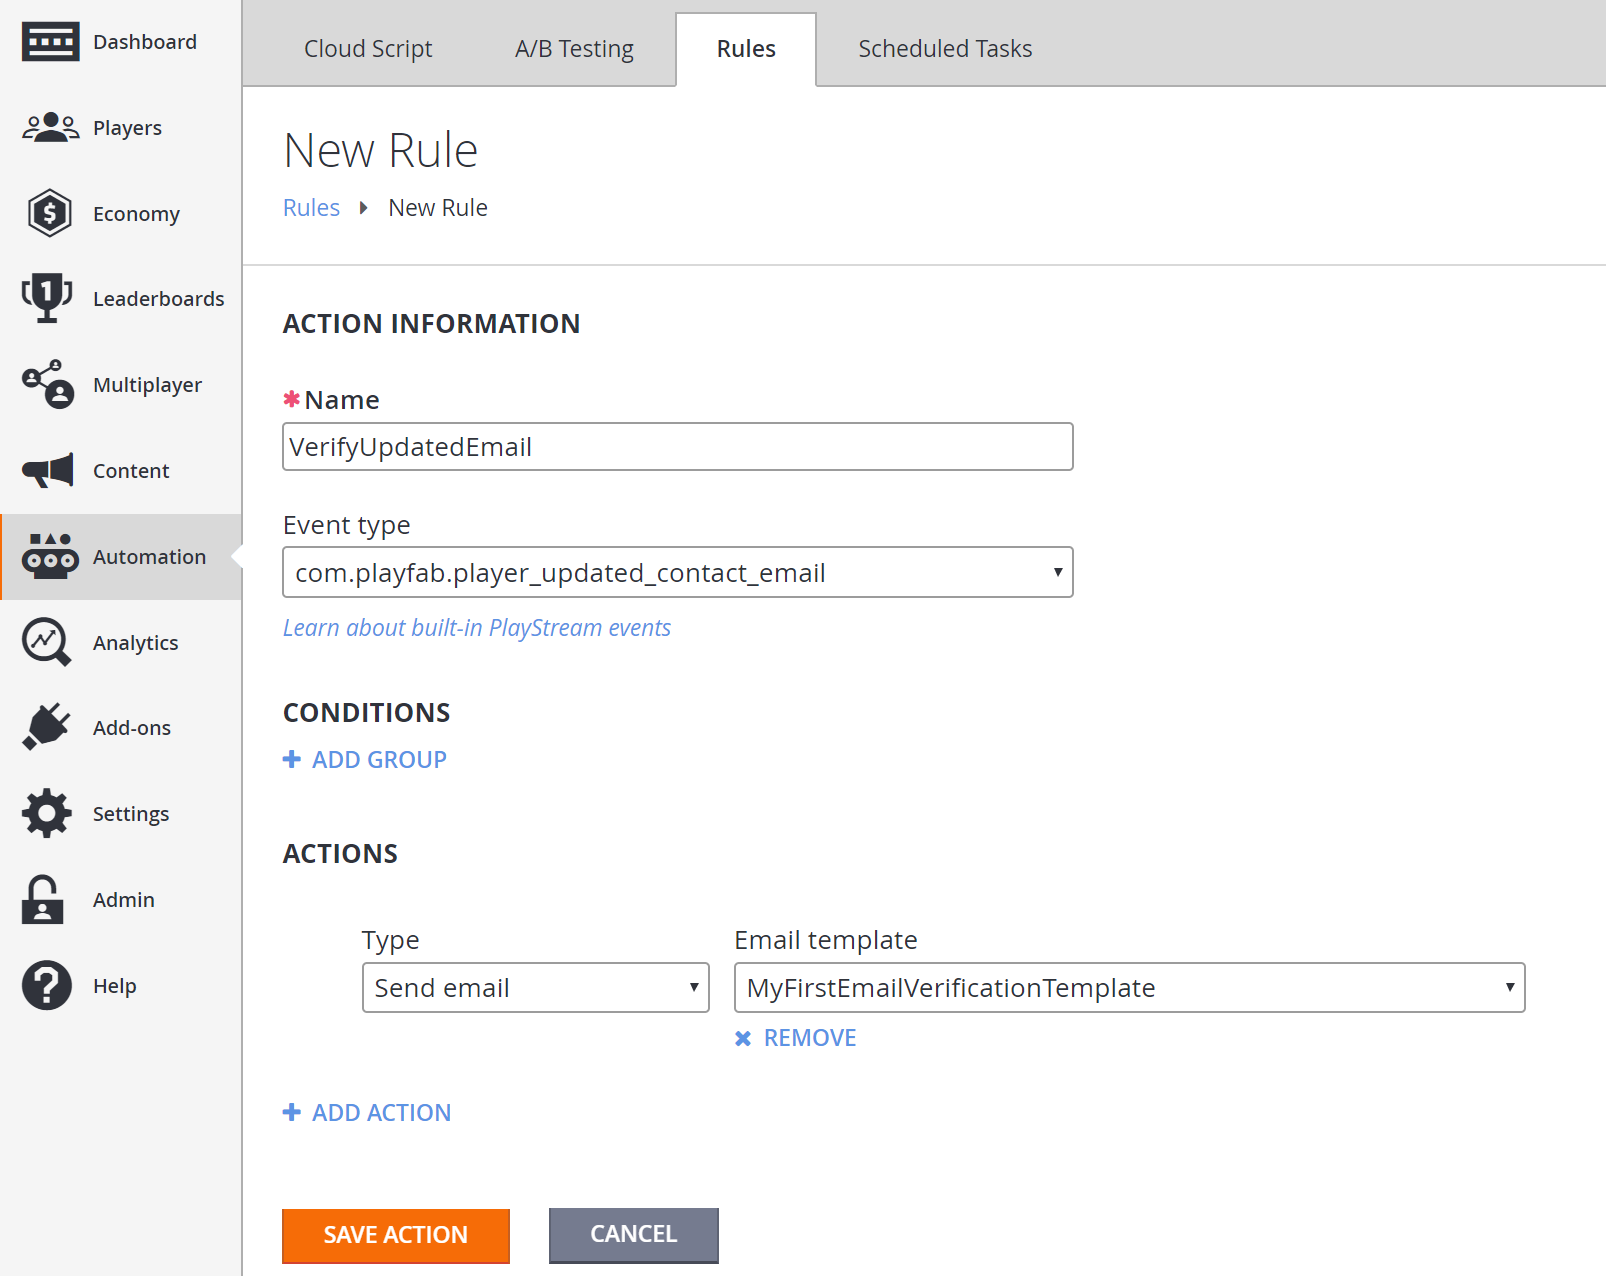 Dashboard
Players
Economy
Leaderboards
Multiplayer
Content
Automation
Analytics
Add-ons
Settings
Admin
Help
Cloud Script
A/B Testing
Rules
Scheduled Tasks
New Rule
Rules New Rule
ACTION INFORMATION
*Name
VerifyUpdatedEmail
Event type
com.playfab.player_updated_contact_email
Learn about built-in PlayStream events
CONDITIONS
+ ADD GROUP
ACTIONS
Type
Send email
Email template
MyFirstEmailVerificationTemplate
✖ REMOVE
+ ADD ACTION
SAVE ACTION
CANCEL